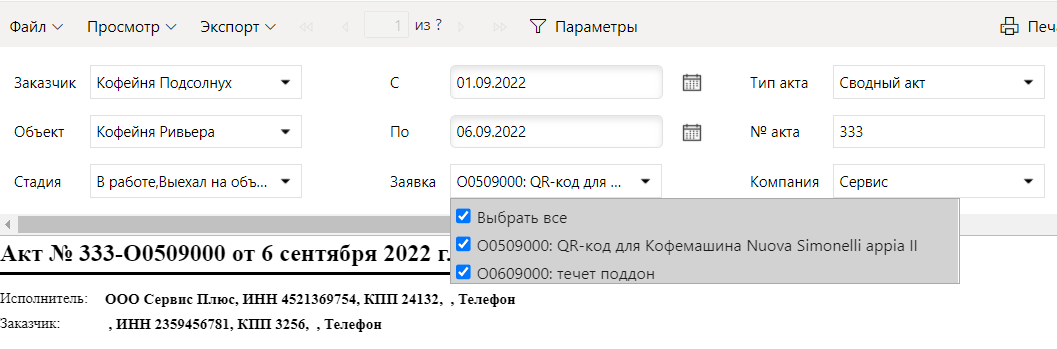 Файл Просмотр Экспорт 1 из ? Параметры
Заказчик Кофейня Подсолнух С 01.09.2022 Тип акта Сводный акт
Объект Кофейня Ривьера По 06.09.2022 № акта 333
Стадия В работе,Выехал на объ... Заявка O0509000: QR-код для ... Компания Сервис
Выбрать все
O0509000: QR-код для Кофемашина Nuova Simonelli appia II
O0609000: течет поддон
Акт № 333-O0509000 от 6 сентября 2022 г.
Исполнитель: ООО Сервис Плюс, ИНН 4521369754, КПП 24132, , Телефон
Заказчик: , ИНН 2359456781, КПП 3256, , Телефон